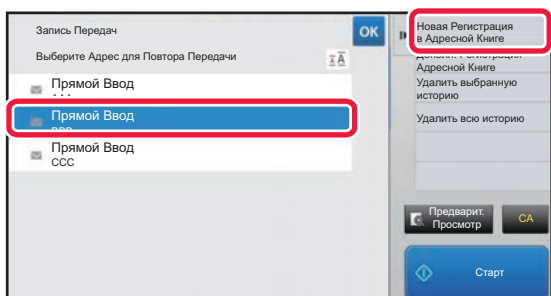 Запись Передач
OK
Выберите Адрес для Повтора Передачи
Прямой Ввод
Прямой Ввод
Прямой Ввод
CCC
Новая Регистрация
в Адресной Книге
Адресной Книге
Удалить выбранную
историю
Удалить всю историю
Предварит.
Просмотр
CA
Старт